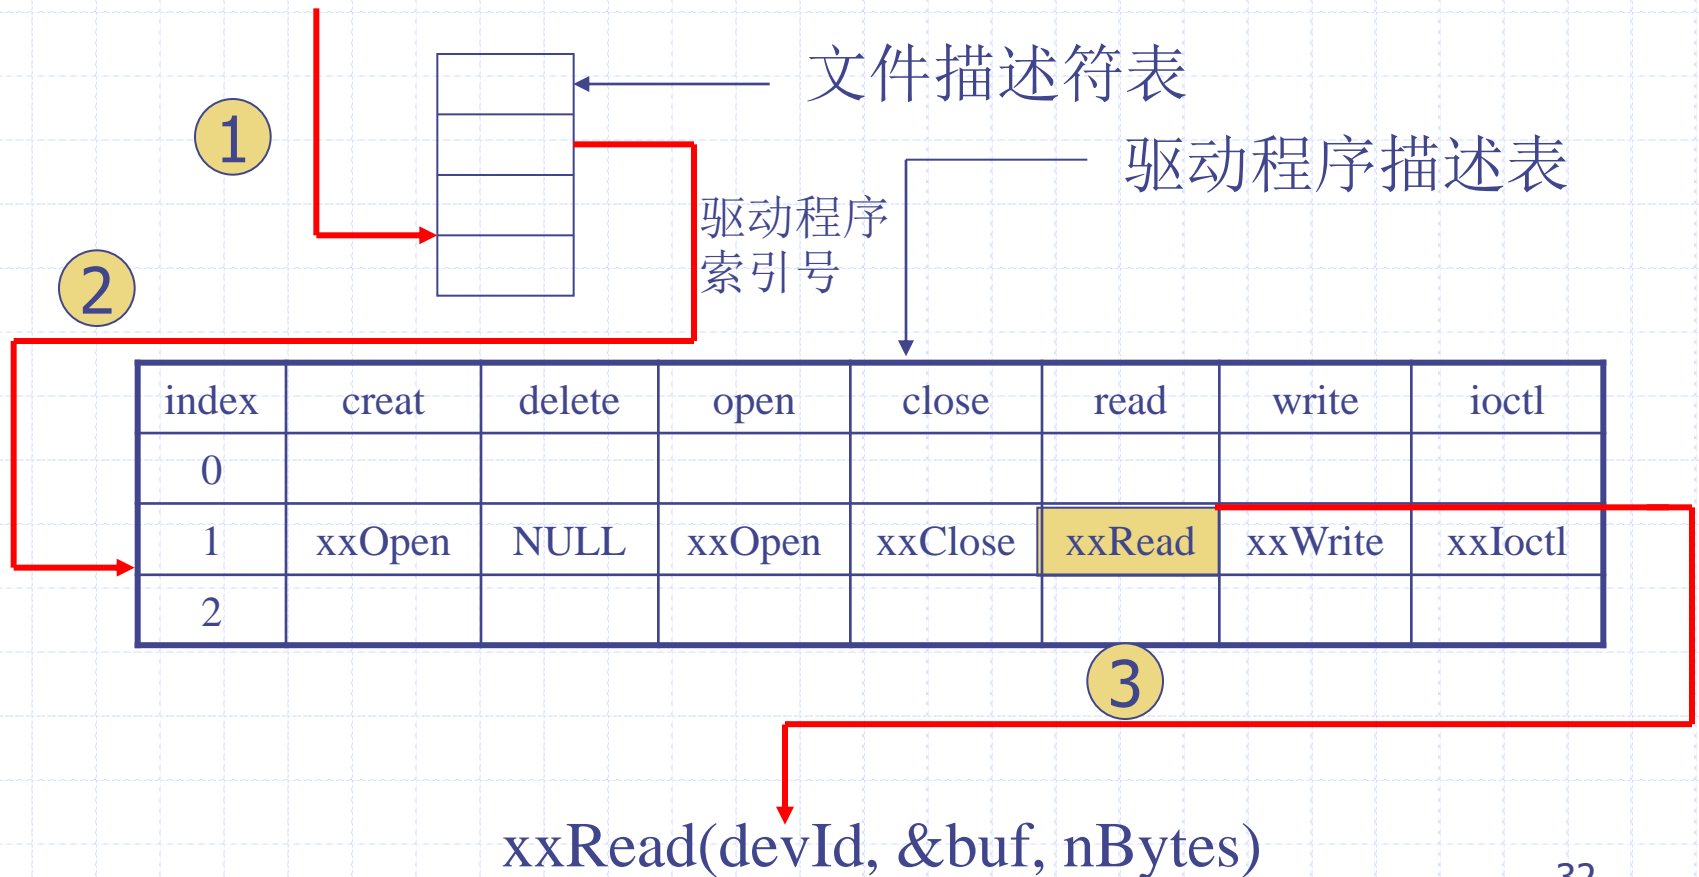 文件描述符表
1
驱动程序描述表
驱动程序
索引号
2
index creat delete open close read write ioctl
0
1 xxOpen NULL xxOpen xxClose xxRead xxWrite xxIoctl
2
3
xxRead(devId, &buf, nBytes)
32